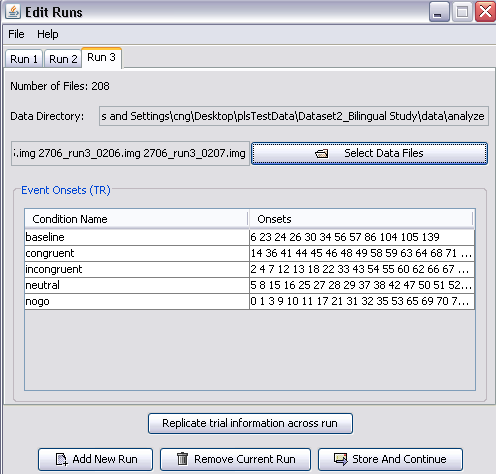 Edit Runs
File Help
Run 1 Run 2 Run 3
Number of Files: 208
Data Directory: s and Settings\cng\Desktop\plsTestData\Dataset2_Bilingual Study\data\analyze
;.img 2706_run3_0206.img 2706_run3_0207.img Select Data Files
Event Onsets (TR)
Condition Name Onsets
baseline 6 23 24 26 30 34 56 57 86 104 105 139
congruent 14 36 41 44 45 46 48 49 58 59 63 64 68 71 ...
incongruent 2 4 7 12 13 18 22 33 43 54 55 60 62 66 67 ...
neutral 5 8 15 16 25 27 28 29 37 38 42 47 50 51 52...
nogo 0 1 3 9 10 11 17 21 31 32 35 53 65 69 70 7...
Replicate trial information across run
Add New Run Remove Current Run Store And Continue